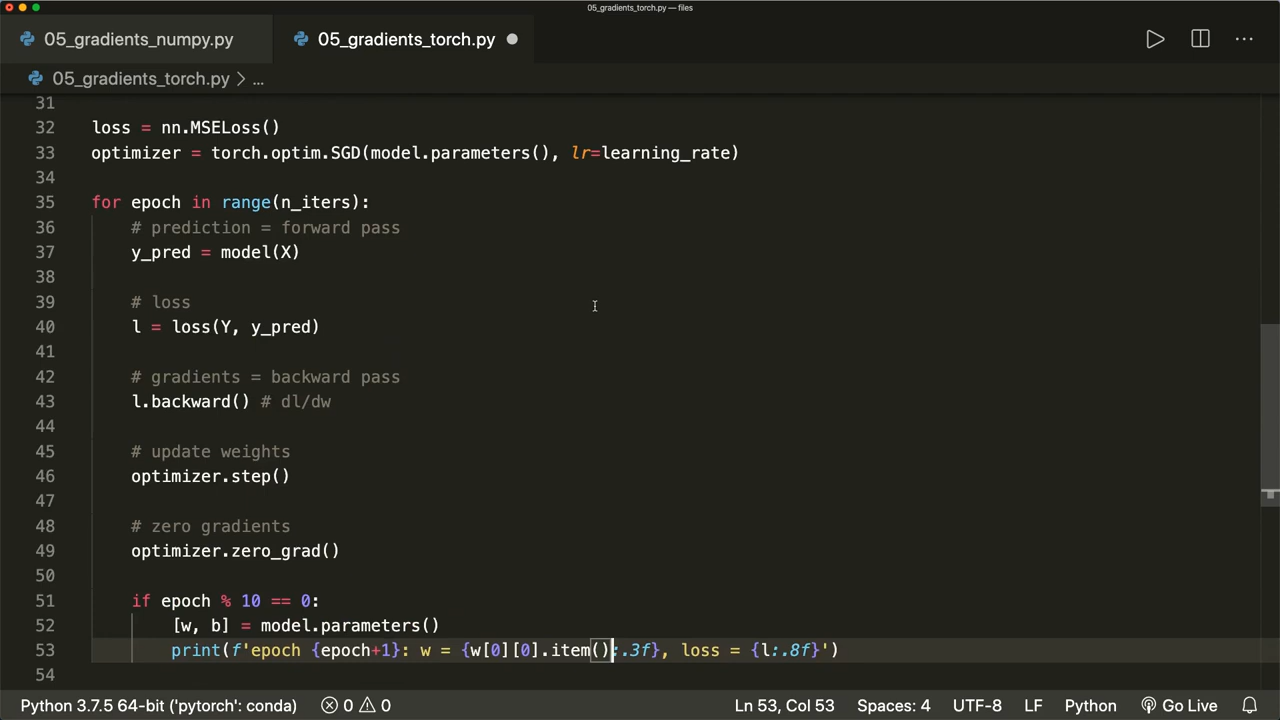 05_gradients_torch.py — files
05_gradients_numpy.py
05_gradients_torch.py
05_gradients_torch.py > ...
31
32 loss = nn.MSELoss()
33 optimizer = torch.optim.SGD(model.parameters(), lr=learning_rate)
34
35 for epoch in range(n_iters):
36 # prediction = forward pass
37 y_pred = model(X)
38
39 # loss
40 l = loss(Y, y_pred)
41
42 # gradients = backward pass
43 l.backward() # dl/dw
44
45 # update weights
46 optimizer.step()
47
48 # zero gradients
49 optimizer.zero_grad()
50
51 if epoch % 10 == 0:
52 [w, b] = model.parameters()
53 print(f'epoch {epoch+1}: w = {w[0][0].item():.3f}, loss = {l:.8f}')
54
Python 3.7.5 64-bit ('pytorch': conda) 0 0 Ln 53, Col 53 Spaces: 4 UTF-8 LF Python Go Live